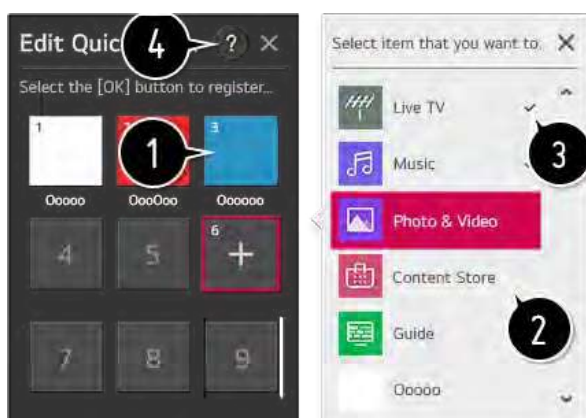 Edit Quic
4
?
Select the [OK] button to register...
1
3
1
Ooooo
OooOoo
Oooooo
4
5
6
7
8
9
Select item that you want to.
Live TV
3
Music
Photo & Video
Content Store
2
Guide
Ooooo